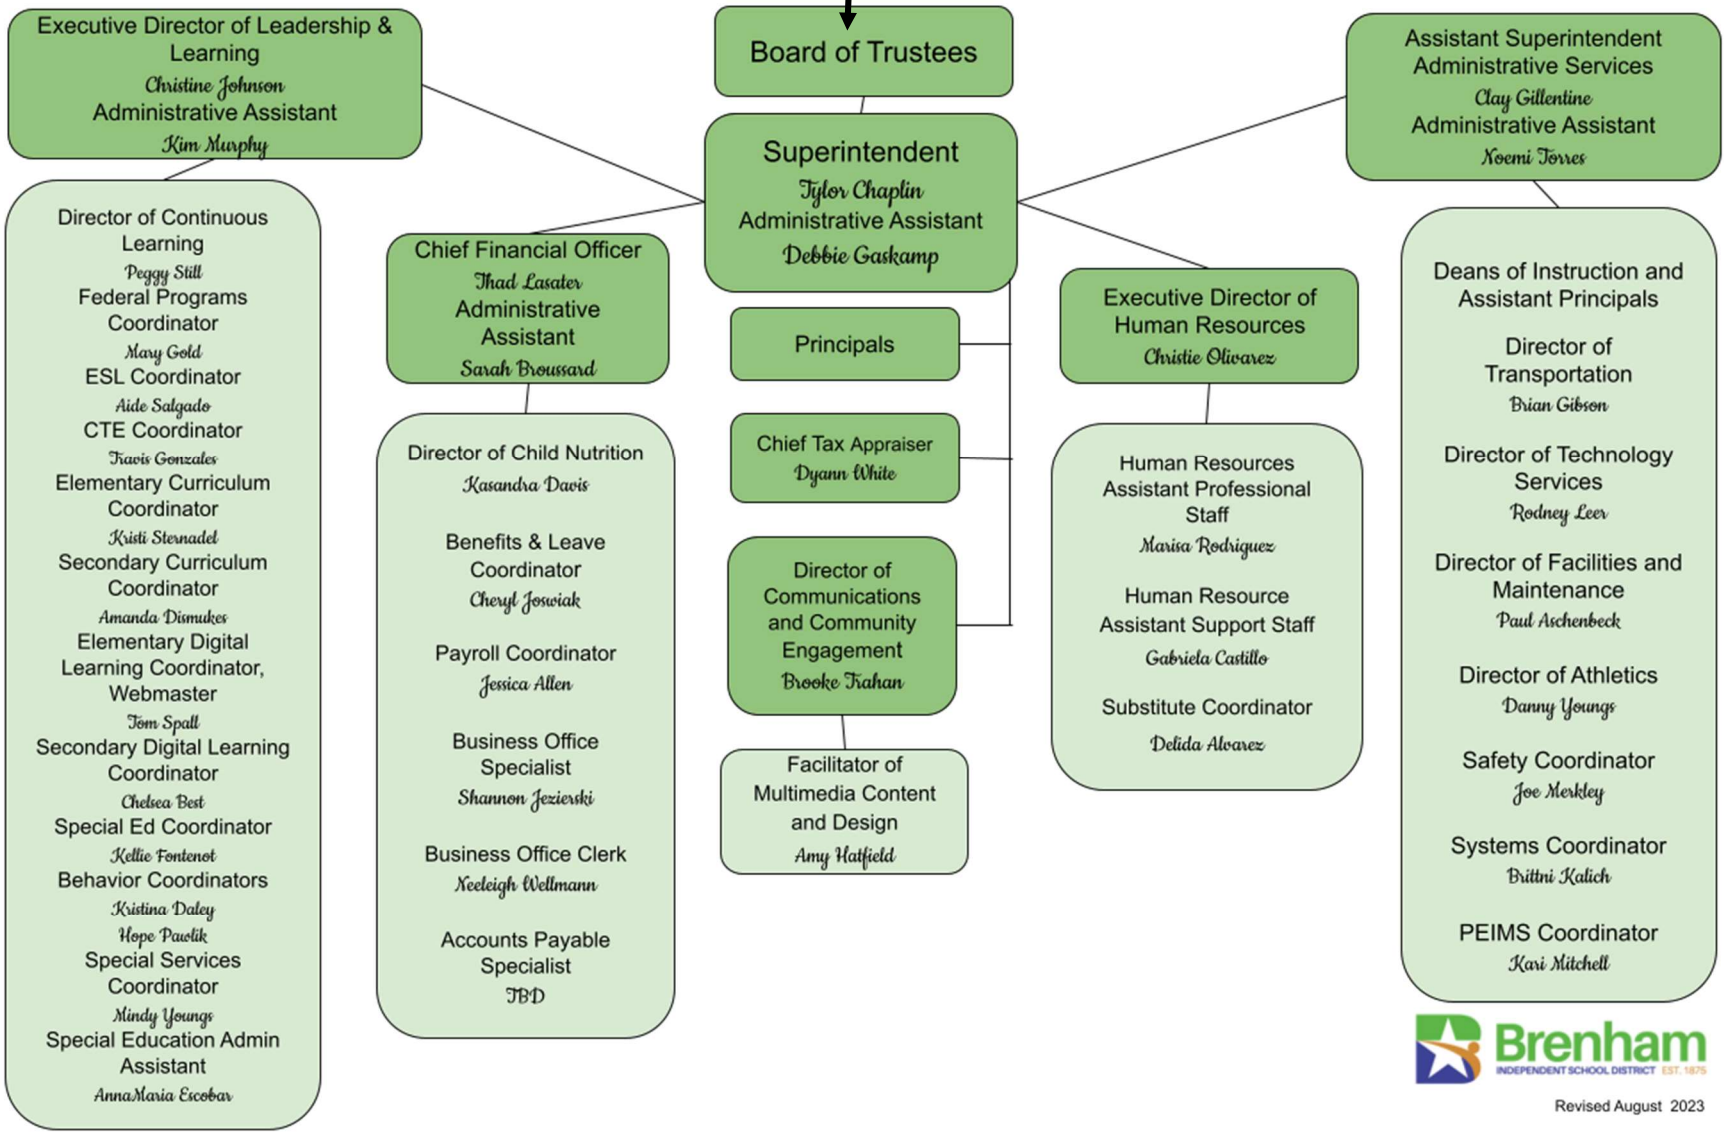 Executive Director of Leadership &
Learning
Christine Johnson
Administrative Assistant
Kim Murphy
Director of Continuous
Learning
Peggy Still
Federal Programs
Coordinator
Mary Gold
ESL Coordinator
Aide Salgado
CTE Coordinator
Travis Gonzales
Elementary Curriculum
Coordinator
Kristi Sternadel
Secondary Curriculum
Coordinator
Amanda Dismukes
Elementary Digital
Learning Coordinator,
Webmaster
Tom Spall
Secondary Digital Learning
Coordinator
Chelsea Best
Special Ed Coordinator
Kellie Fontenot
Behavior Coordinators
Kristina Daley
Hope Pawlik
Special Services
Coordinator
Mindy Youngs
Special Education Admin
Assistant
AnnaMaria Escobar
Chief Financial Officer
Thad Lasater
Administrative
Assistant
Sarah Broussard
Director of Child Nutrition
Kasandra Davis
Benefits & Leave
Coordinator
Cheryl Joswiak
Payroll Coordinator
Jessica Allen
Business Office
Specialist
Shannon Jezierski
Business Office Clerk
Neeleigh Wellmann
Accounts Payable
Specialist
TBD
Board of Trustees
Superintendent
Tylor Chaplin
Administrative Assistant
Debbie Gaskamp
Principals
Chief Tax Appraiser
Dyann White
Director of
Communications
and Community
Engagement
Brooke Trahan
Facilitator of
Multimedia Content
and Design
Amy Hatfield
Executive Director of
Human Resources
Christie Olivarez
Human Resources
Assistant Professional
Staff
Marisa Rodriguez
Human Resource
Assistant Support Staff
Gabriela Castillo
Substitute Coordinator
Delida Alvarez
Assistant Superintendent
Administrative Services
Clay Gillentine
Administrative Assistant
Noemi Torres
Deans of Instruction and
Assistant Principals
Director of
Transportation
Brian Gibson
Director of Technology
Services
Rodney Leer
Director of Facilities and
Maintenance
Paul Aschenbeck
Director of Athletics
Danny Youngs
Safety Coordinator
Joe Merkley
Systems Coordinator
Brittni Kalich
PEIMS Coordinator
Kari Mitchell
Brenham
INDEPENDENT SCHOOL DISTRICT EST. 1875
Revised August 2023